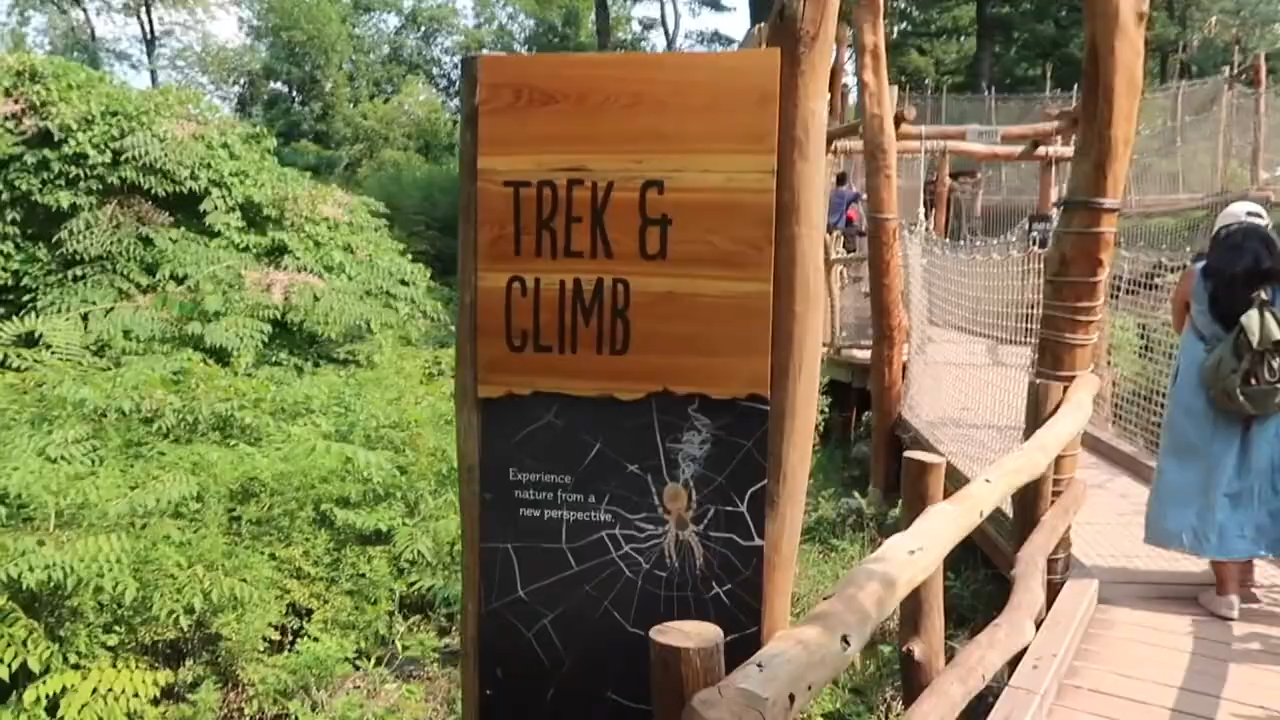 TREK &
CLIMB
Experience
nature from a
new perspective.